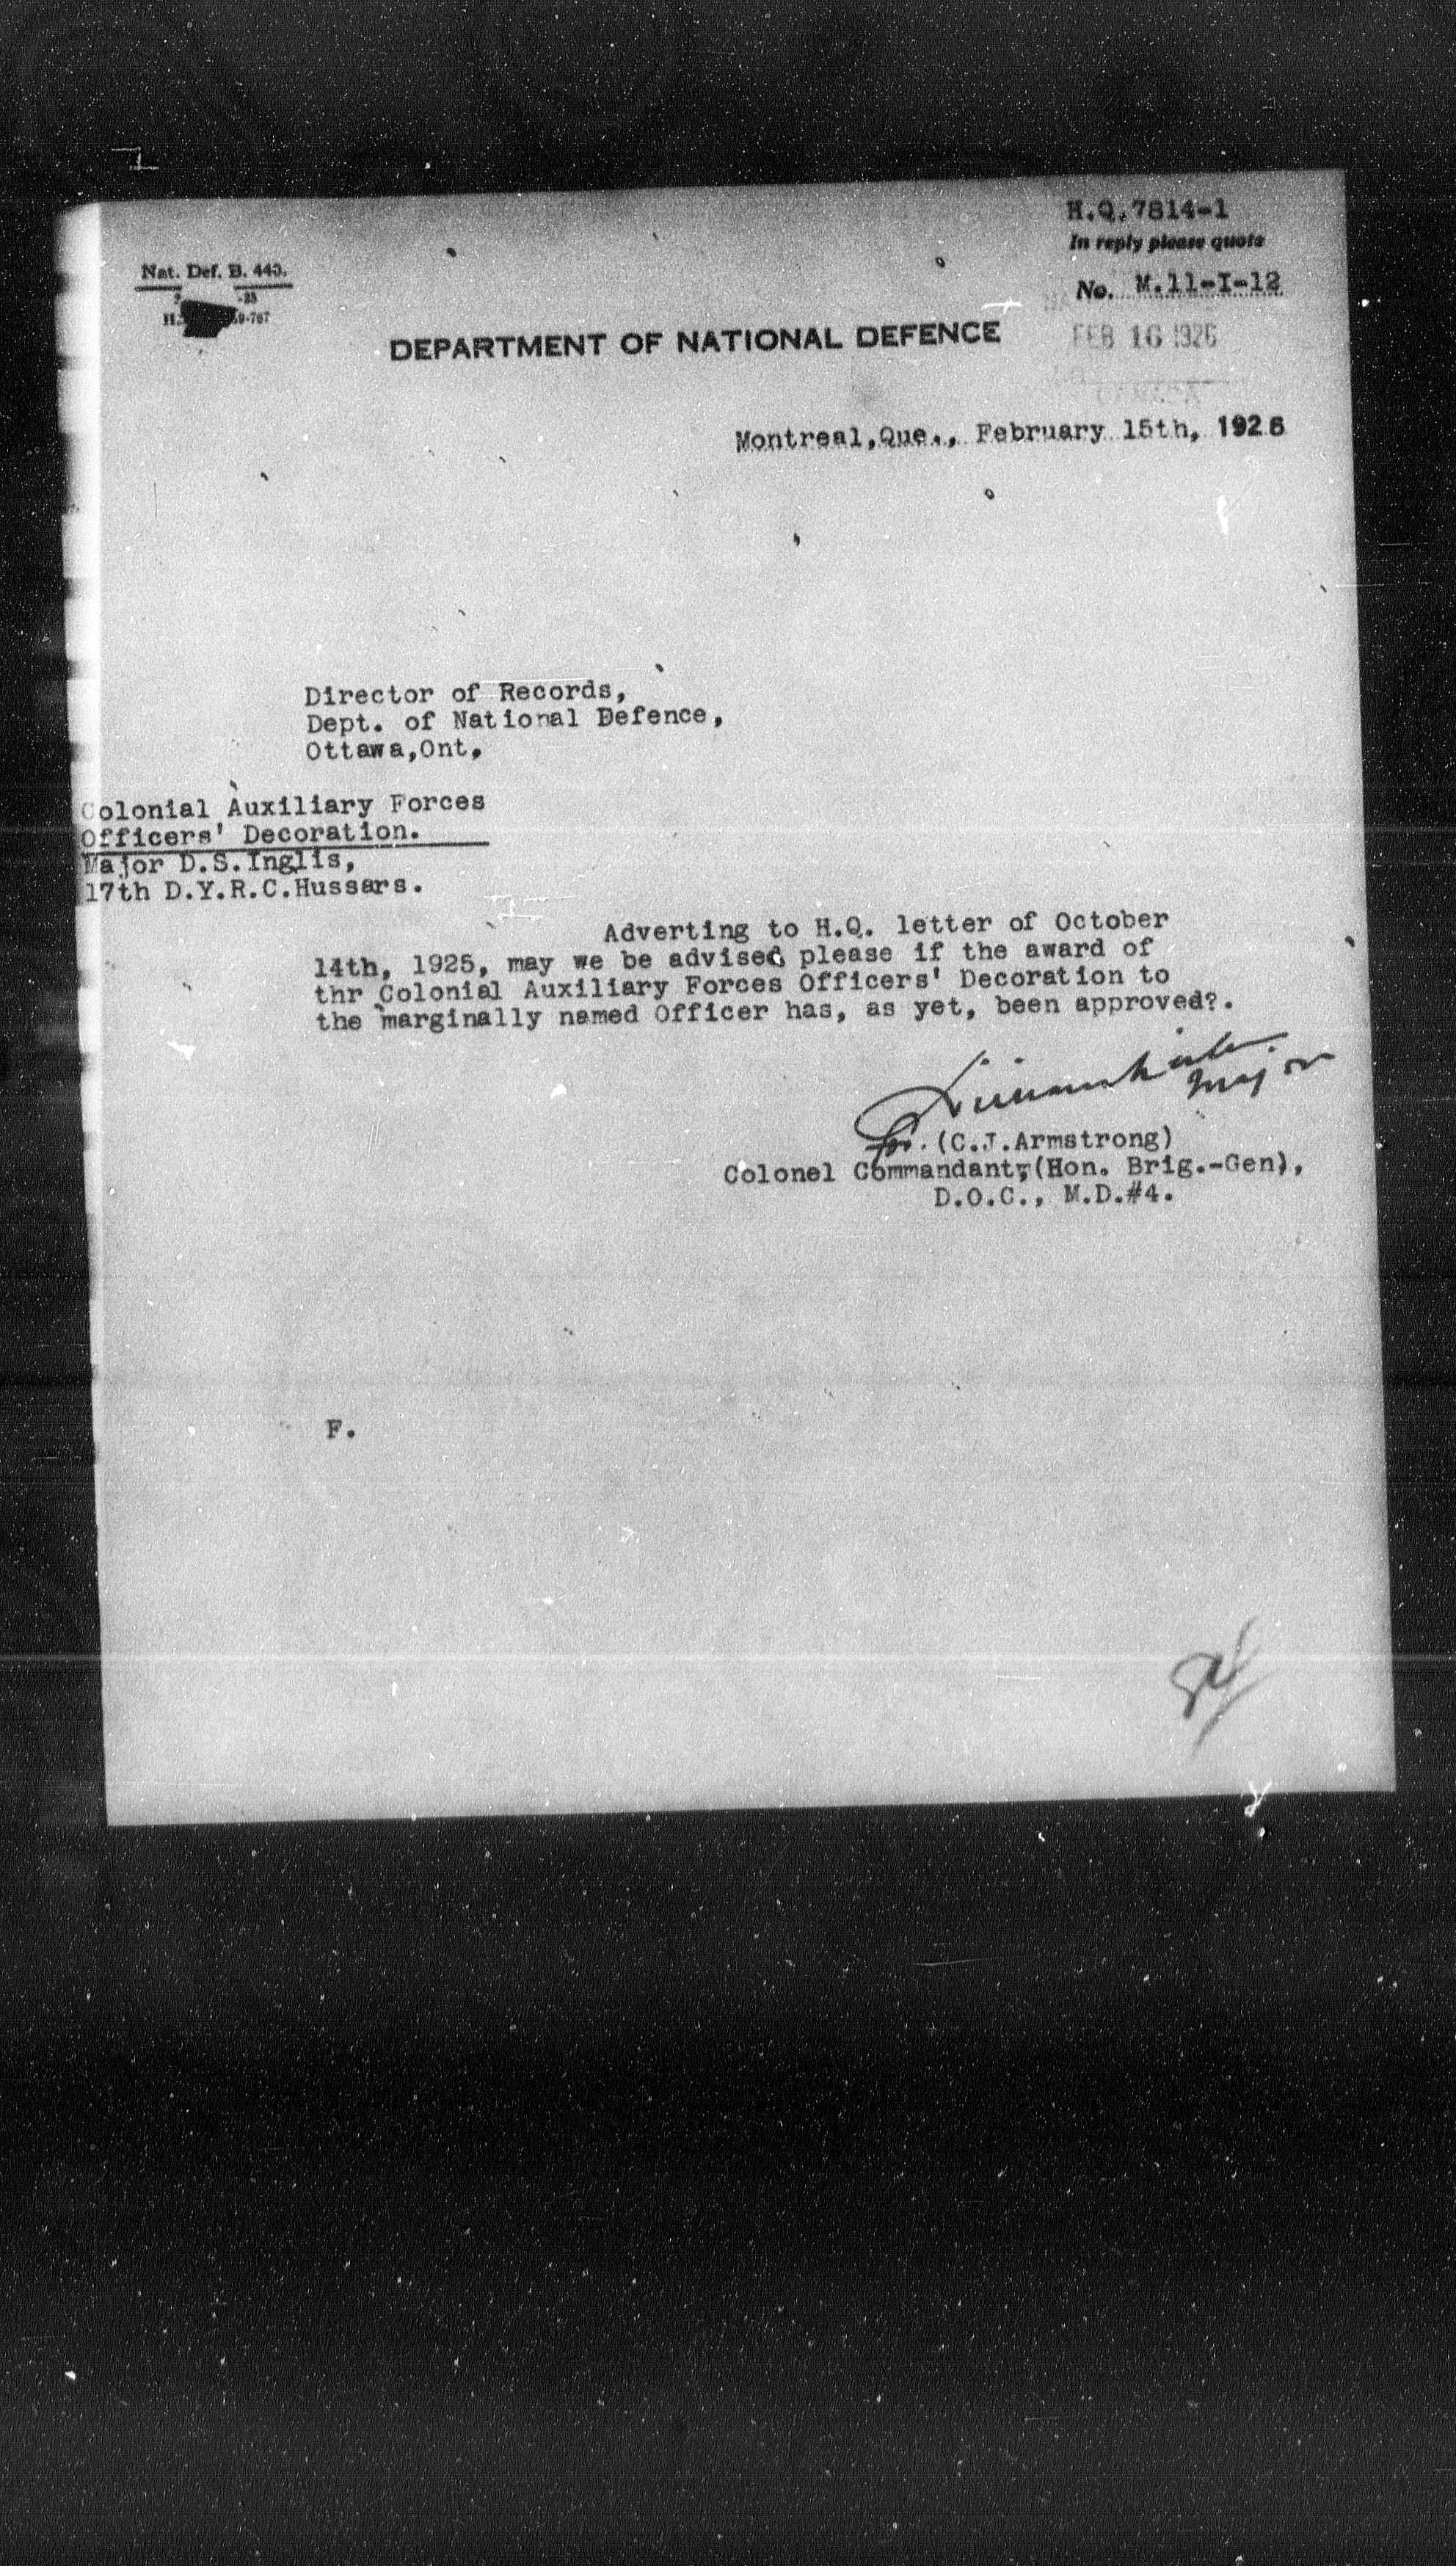 H.Q.7814-1
In reply please quote
No. M.11-I-12
Nat. Def. B. 440.
FEB 16 1926
CANADA
DEPARTMENT OF NATIONAL DEFENCE
Montreal,Que., February 15th, 1926
Director of Records,
Dept. of National Defence,
Ottawa,Ont.
Colonial Auxiliary Forces
Officers' Decoration.
Major D.S.Inglis,
17th D.Y.R.C.Hussars.
Adverting to H.Q. letter of October
14th, 1925, may we be advised please if the award of
thr Colonial Auxiliary Forces Officers' Decoration to
the marginally named Officer has, as yet, been approved?.
Major
for. (C.J.Armstrong)
Colonel Commandant,(Hon. Brig.-Gen),
D.O.C., M.D.#4.
F.